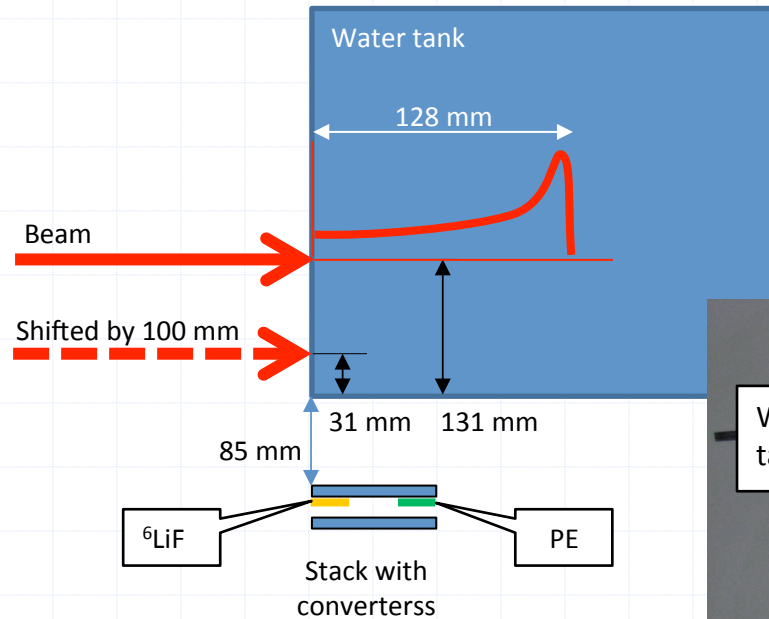 Water tank
128 mm
Beam
Shifted by 100 mm
31 mm
131 mm
85 mm
⁶LiF
PE
Stack with
converterss